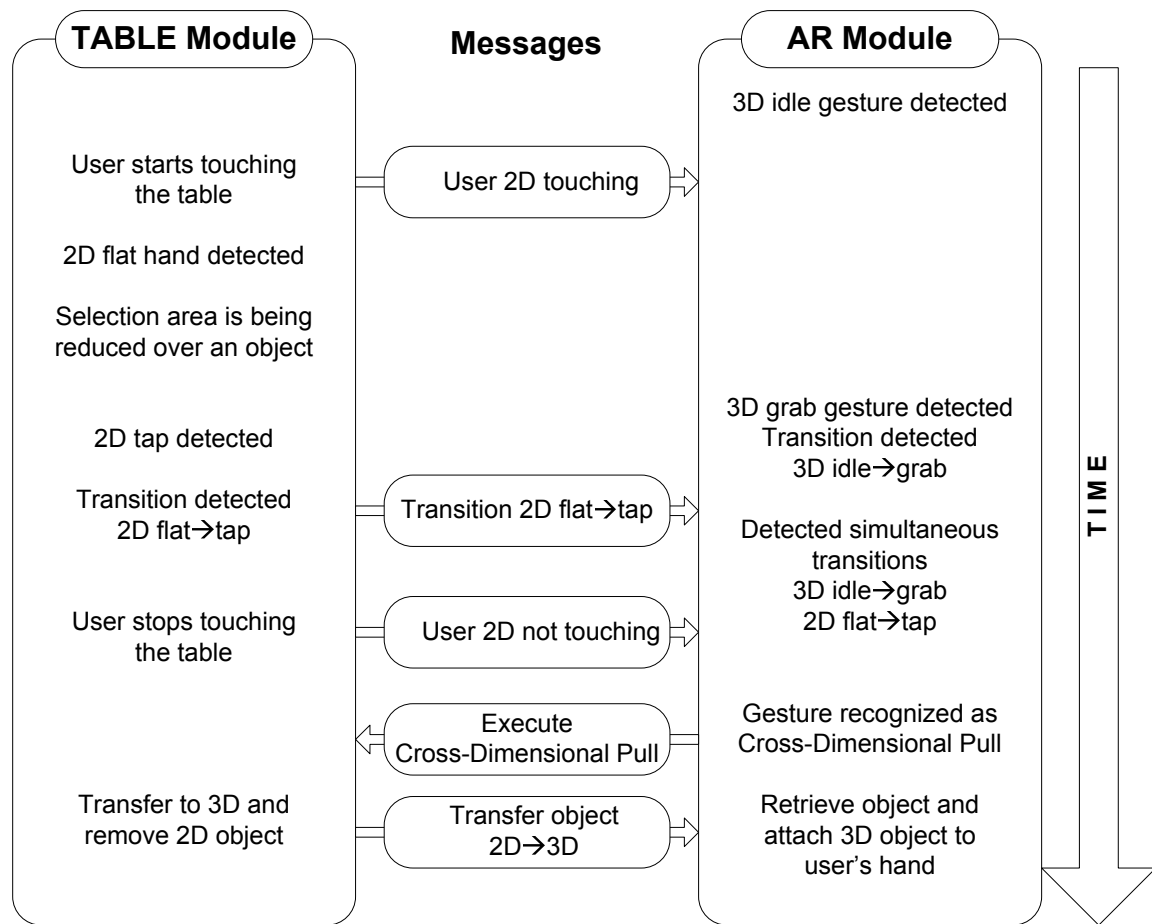 TABLE Module
Messages
AR Module
3D idle gesture detected
User starts touching
the table
User 2D touching
2D flat hand detected
Selection area is being
reduced over an object
3D grab gesture detected
2D tap detected
Transition detected
3D idle→grab
Transition detected
2D flat→tap
Transition 2D flat→tap
Detected simultaneous
transitions
3D idle→grab
2D flat→tap
User stops touching
the table
User 2D not touching
Execute
Cross-Dimensional Pull
Gesture recognized as
Cross-Dimensional Pull
Transfer to 3D and
remove 2D object
Transfer object
2D→3D
Retrieve object and
attach 3D object to
user's hand
TIME